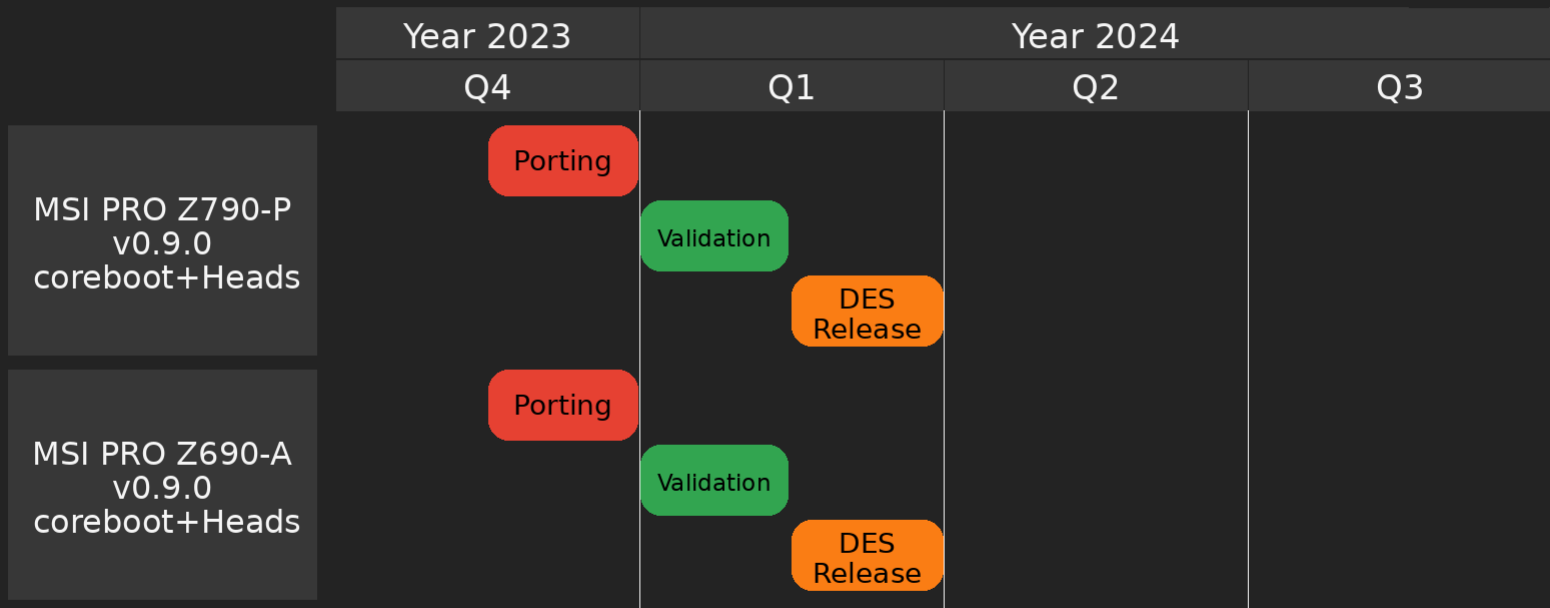 Year 2023
Year 2024
Q4
Q1
Q2
Q3
MSI PRO Z790-P
v0.9.0
coreboot+Heads
Porting
Validation
DES
Release
MSI PRO Z690-A
v0.9.0
coreboot+Heads
Porting
Validation
DES
Release